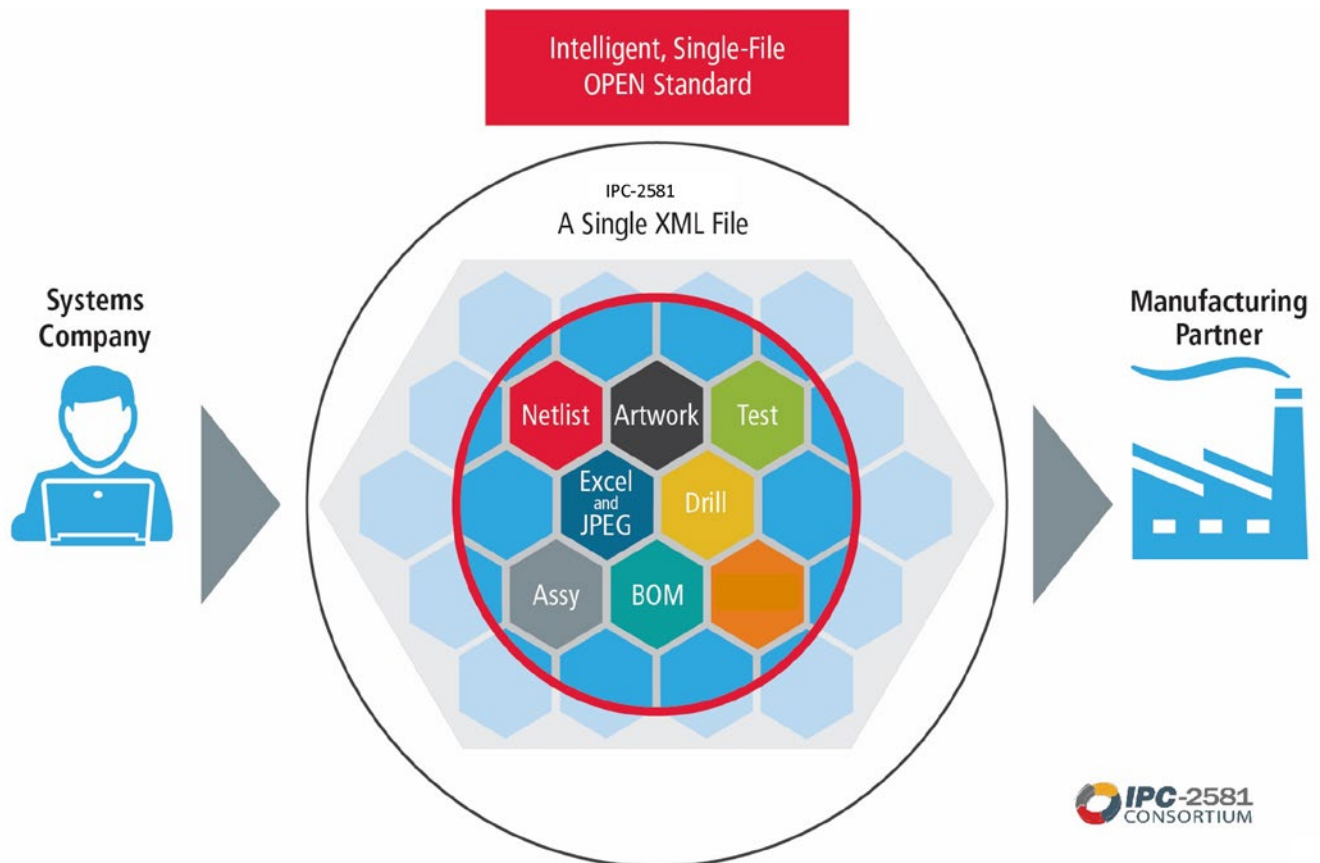 Intelligent, Single-File
OPEN Standard
IPC-2581
A Single XML File
Systems
Company
Manufacturing
Partner
Netlist
Artwork
Test
Excel
and
JPEG
Drill
Assy
BOM
IPC-2581
CONSORTIUM